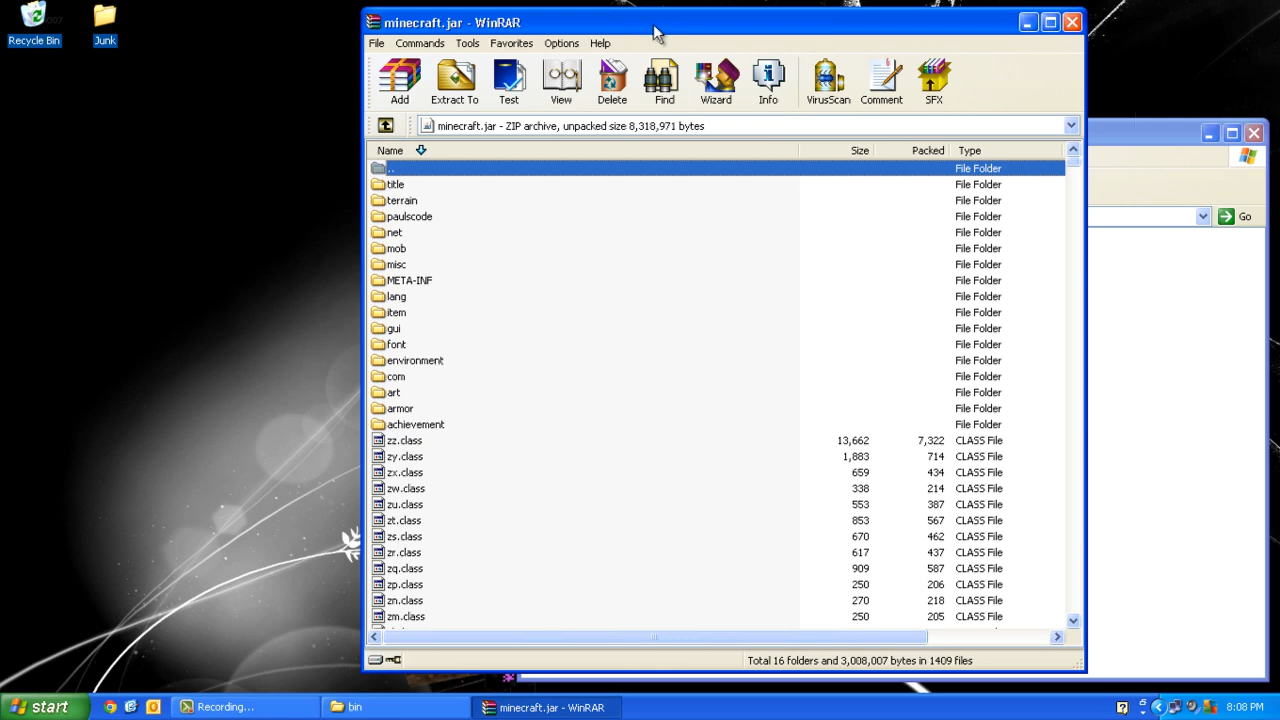 Recycle Bin
Junk
minecraft.jar - WinRAR
File Commands Tools Favorites Options Help
Add Extract To Test View Delete Find Wizard Info VirusScan Comment SFX
minecraft.jar - ZIP archive, unpacked size 8,318,971 bytes
Name Size Packed Type
.. File Folder
title File Folder
terrain File Folder
paulscode File Folder
net File Folder
mob File Folder
misc File Folder
META-INF File Folder
lang File Folder
item File Folder
gui File Folder
font File Folder
environment File Folder
com File Folder
art File Folder
armor File Folder
achievement File Folder
zz.class 13,662 7,322 CLASS File
zy.class 1,883 714 CLASS File
zx.class 659 434 CLASS File
zw.class 338 214 CLASS File
zu.class 553 387 CLASS File
zt.class 853 567 CLASS File
zs.class 670 462 CLASS File
zr.class 617 437 CLASS File
zq.class 909 587 CLASS File
zp.class 250 206 CLASS File
zn.class 270 218 CLASS File
zm.class 250 205 CLASS File
Total 16 folders and 3,008,007 bytes in 1409 files
Go
start
Recording...
bin
minecraft.jar - WinRAR
8:08 PM